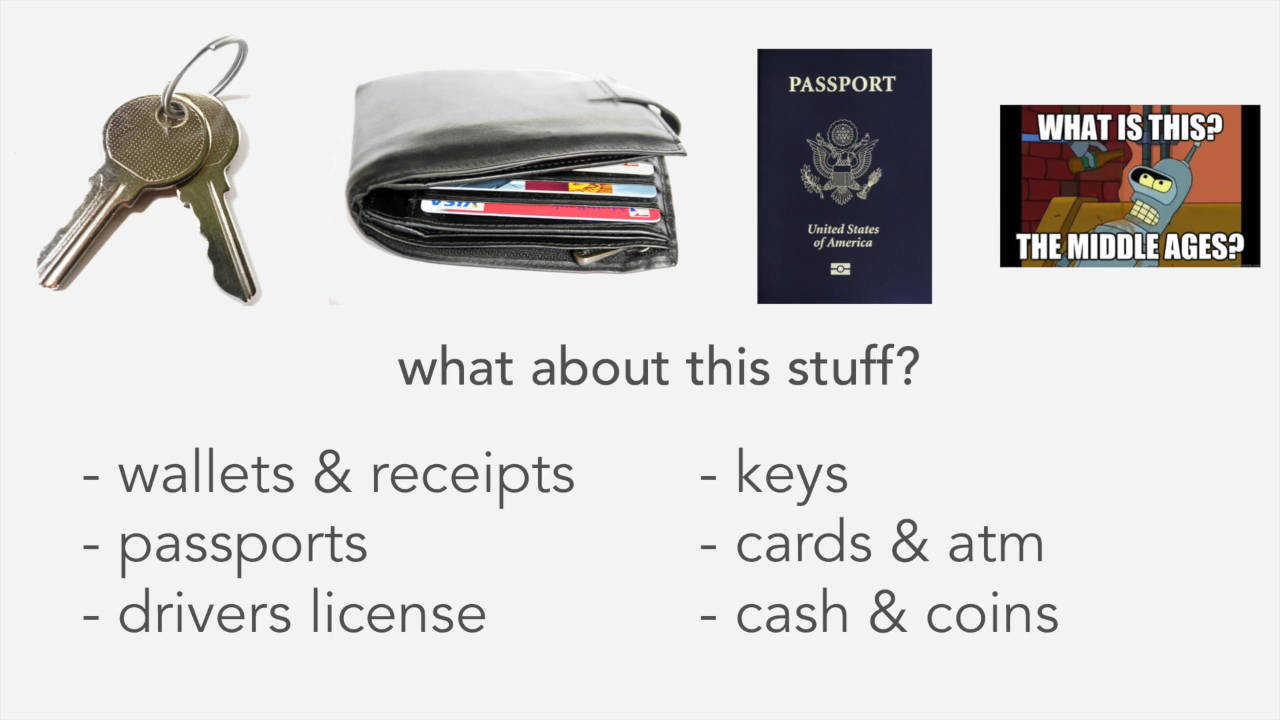 PASSPORT
United States
of America
WHAT IS THIS?
THE MIDDLE AGES?
VISA
what about this stuff?
- wallets & receipts
- passports
- drivers license
- keys
- cards & atm
- cash & coins